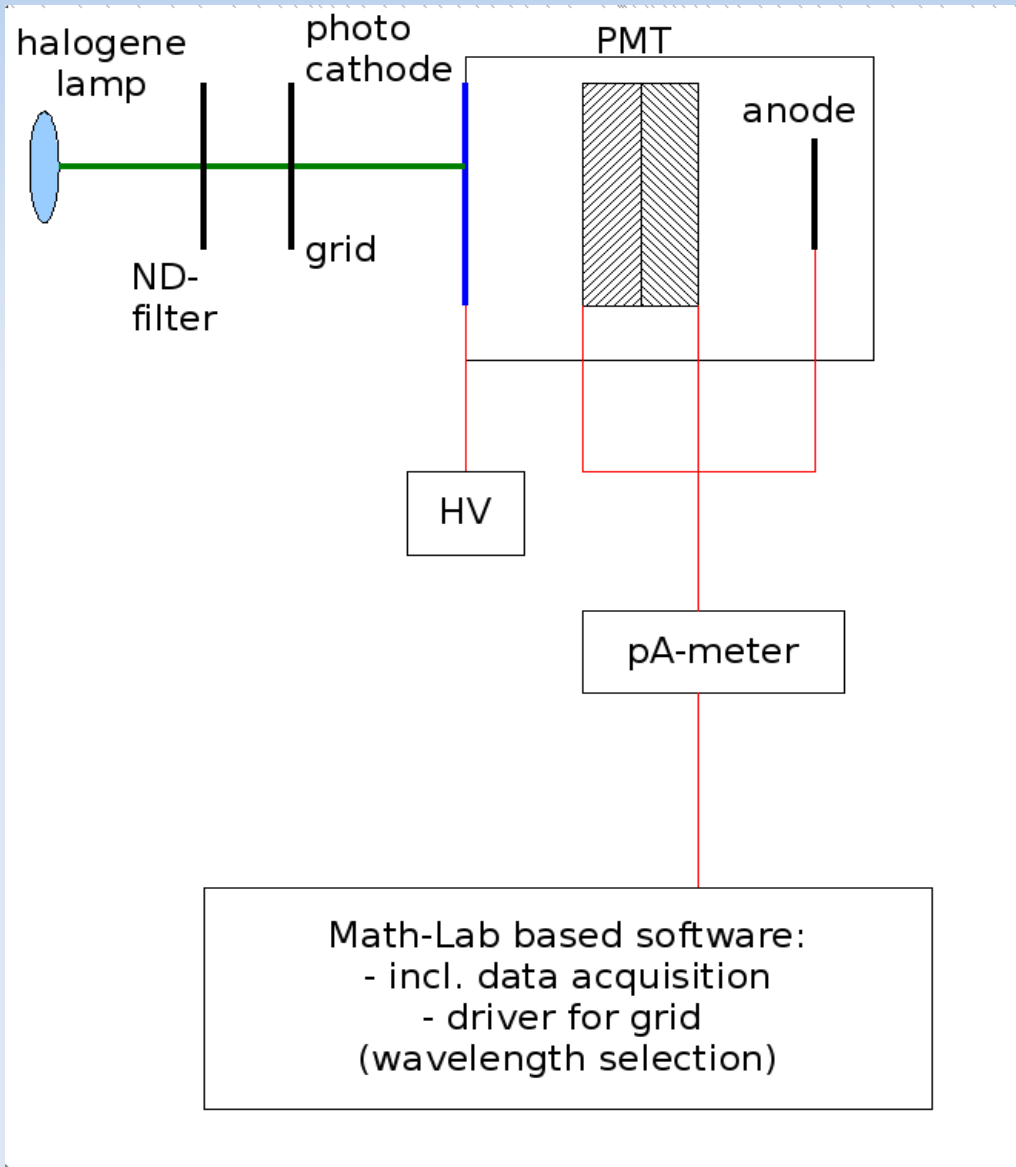 halogene
lamp
photo
cathode
PMT
anode
ND-
filter
grid
HV
pA-meter
Math-Lab based software:
- incl. data acquisition
- driver for grid
(wavelength selection)